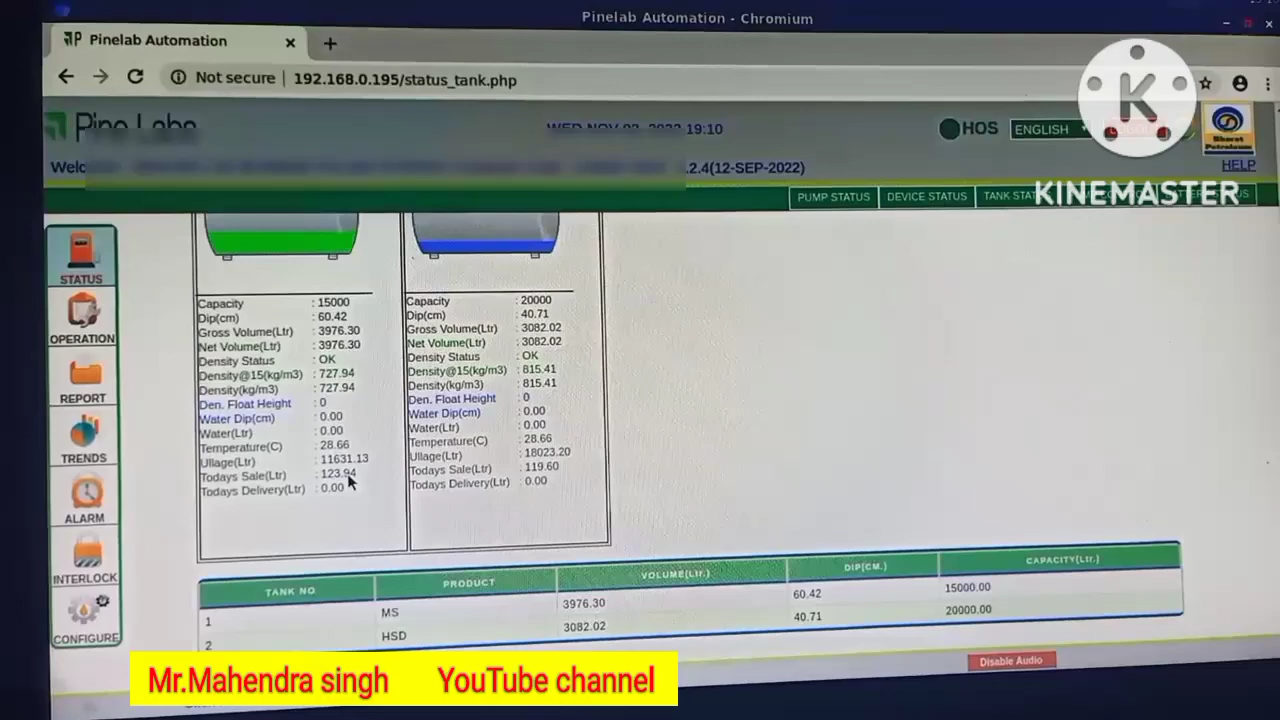 Pinelab Automation - Chromium
Pinelab Automation
Not secure | 192.168.0.195/status_tank.php
Pine Labs
19:10
HOS
ENGLISH
Bharat Petroleum
.2.4(12-SEP-2022)
HELP
PUMP STATUS
DEVICE STATUS
TANK
K
KINEMASTER
STATUS
OPERATION
REPORT
TRENDS
ALARM
INTERLOCK
CONFIGURE
Capacity : 15000
Dip(cm) : 60.42
Gross Volume(Ltr) : 3976.30
Net Volume(Ltr) : 3976.30
Density Status : OK
Density@15(kg/m3) : 727.94
Density(kg/m3) : 727.94
Den. Float Height : 0
Water Dip(cm) : 0.00
Water(Ltr) : 0.00
Temperature(C) : 28.66
Ullage(Ltr) : 11631.13
Todays Sale(Ltr) : 123.94
Todays Delivery(Ltr) : 0.00
Capacity : 20000
Dip(cm) : 40.71
Gross Volume(Ltr) : 3082.02
Net Volume(Ltr) : 3082.02
Density Status : OK
Density@15(kg/m3) : 815.41
Density(kg/m3) : 815.41
Den. Float Height : 0
Water Dip(cm) : 0.00
Water(Ltr) : 0.00
Temperature(C) : 28.66
Ullage(Ltr) : 18023.20
Todays Sale(Ltr) : 119.60
Todays Delivery(Ltr) : 0.00
TANK NO PRODUCT VOLUME(Ltr.) DIP(CM.) CAPACITY(Ltr.)
1 MS 3976.30 60.42 15000.00
2 HSD 3082.02 40.71 20000.00
Disable Audio
Mr.Mahendra singh YouTube channel